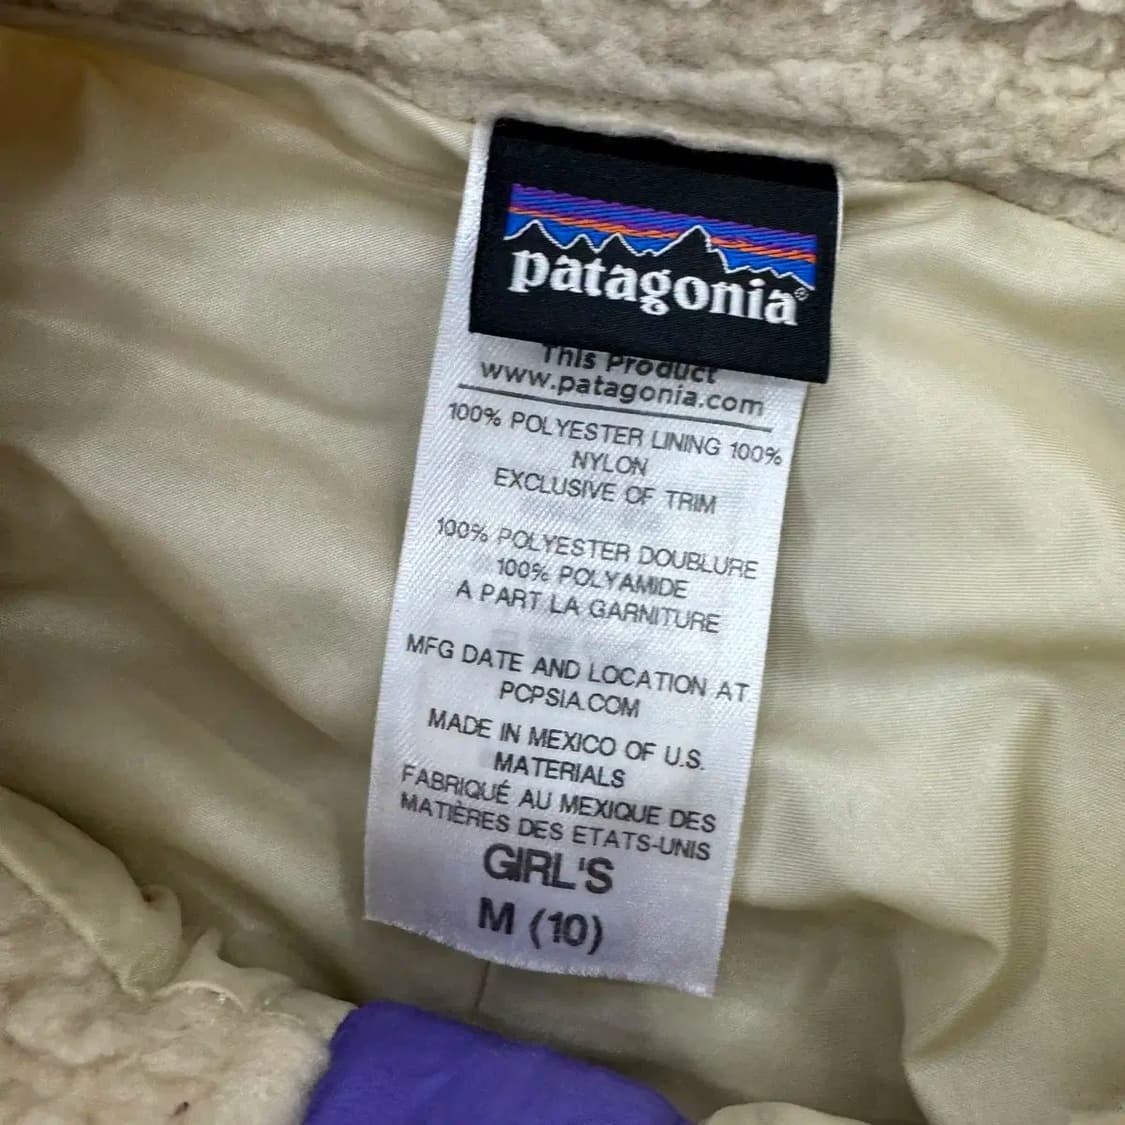 patagonia®
This Product
www.patagonia.com
100% POLYESTER LINING 100%
NYLON
EXCLUSIVE OF TRIM
100% POLYESTER DOUBLURE
100% POLYAMIDE
A PART LA GARNITURE
MFG DATE AND LOCATION AT
PCPSIA.COM
MADE IN MEXICO OF U.S.
MATERIALS
FABRIQUÉ AU MEXIQUE DES
MATIÈRES DES ETATS-UNIS
GIRL'S
M (10)